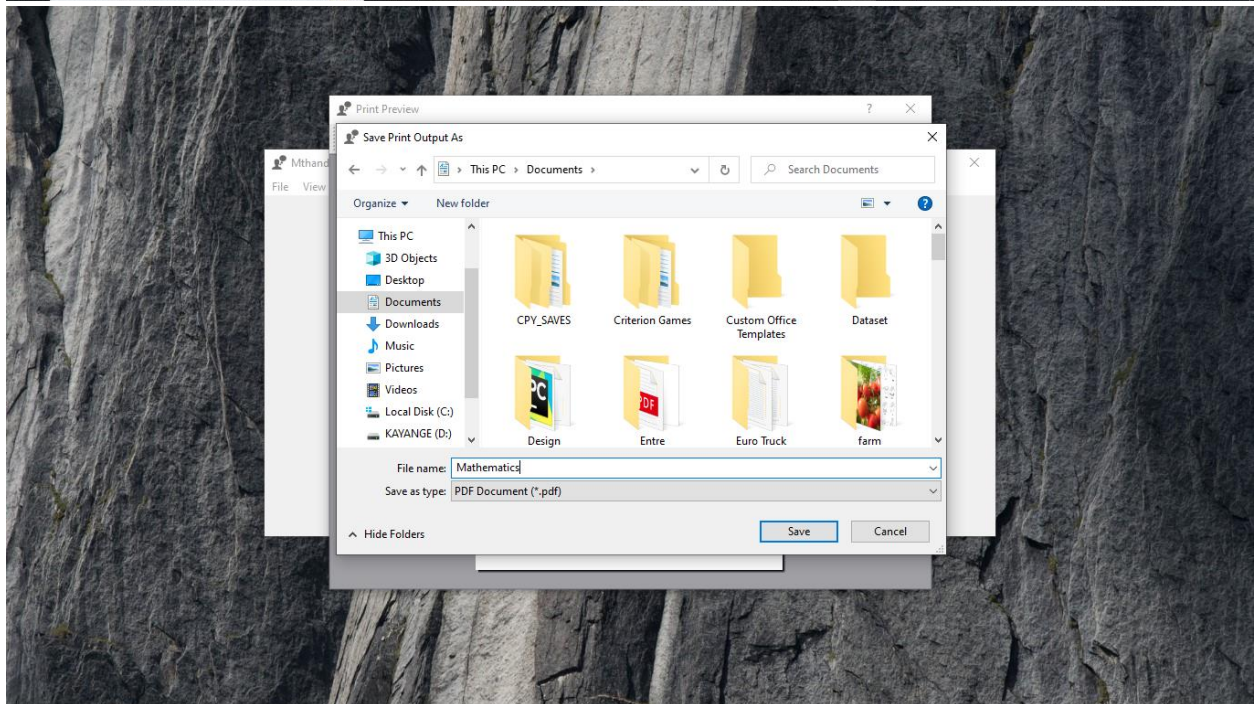 Print Preview
Save Print Output As
Mthand
File View
This PC > Documents >
Search Documents
Organize
New folder
This PC
3D Objects
Desktop
Documents
Downloads
Music
Pictures
Videos
Local Disk (C:)
KAYANGE (D:)
CPY_SAVES
Criterion Games
Custom Office
Templates
Dataset
PC
Design
PDF
Entre
Euro Truck
farm
File name: Mathematics
Save as type: PDF Document (*.pdf)
Hide Folders
Save
Cancel